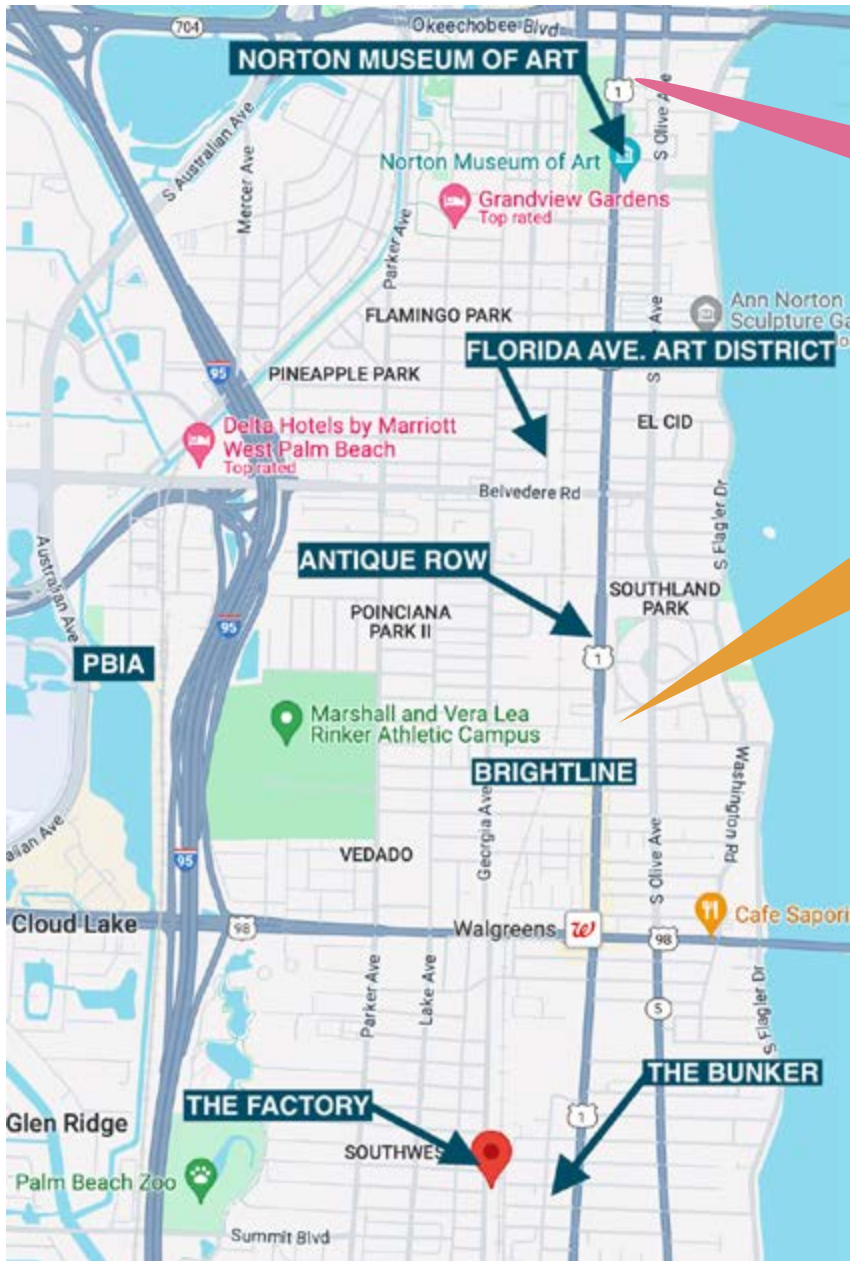 704
Okeechobee Blvd
NORTON MUSEUM OF ART
1
S Olive Ave
S Australian Ave
Mercer Ave
Norton Museum of Art
Grandview Gardens
Top rated
Parker Ave
FLAMINGO PARK
Ann Norton
Sculpture Ga
FLORIDA AVE. ART DISTRICT
95
PINEAPPLE PARK
EL CID
Delta Hotels by Marriott
West Palm Beach
Top rated
Belvedere Rd
S Flagler Dr
Australian Ave
ANTIQUE ROW
SOUTHLAND
PARK
POINCIANA
PARK II
95
1
PBIA
Marshall and Vera Lea
Rinker Athletic Campus
BRIGHTLINE
Washington Rd
Georgia Ave
S Olive Ave
alian Ave
95
VEDADO
Cloud Lake
98
Walgreens
W
98
Cafe Sapori
Parker Ave
Lake Ave
5
S Flagler Dr
THE BUNKER
THE FACTORY
1
Glen Ridge
SOUTHWES
Palm Beach Zoo
Summit Blvd